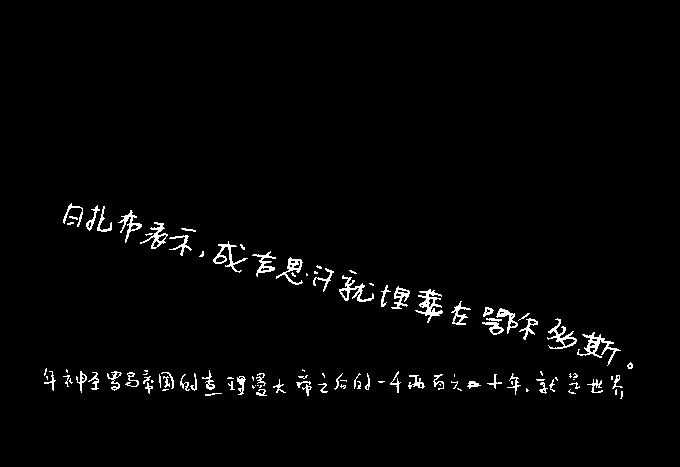 日扎布表示，成吉思汗就埋葬在鄂尔多斯。
年神圣罗马帝国的查理曼大帝之后的一千两百六十年，就是世界